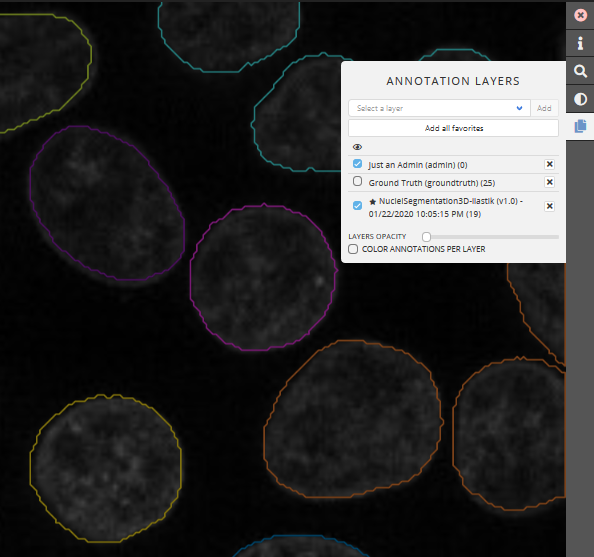 ANNOTATION LAYERS
Select a layer
Add
Add all favorites
Just an Admin (admin) (0)
Ground Truth (groundtruth) (25)
★ NucleiSegmentation3D-Ilastik (v1.0) -
01/22/2020 10:05:15 PM (19)
LAYERS OPACITY
COLOR ANNOTATIONS PER LAYER